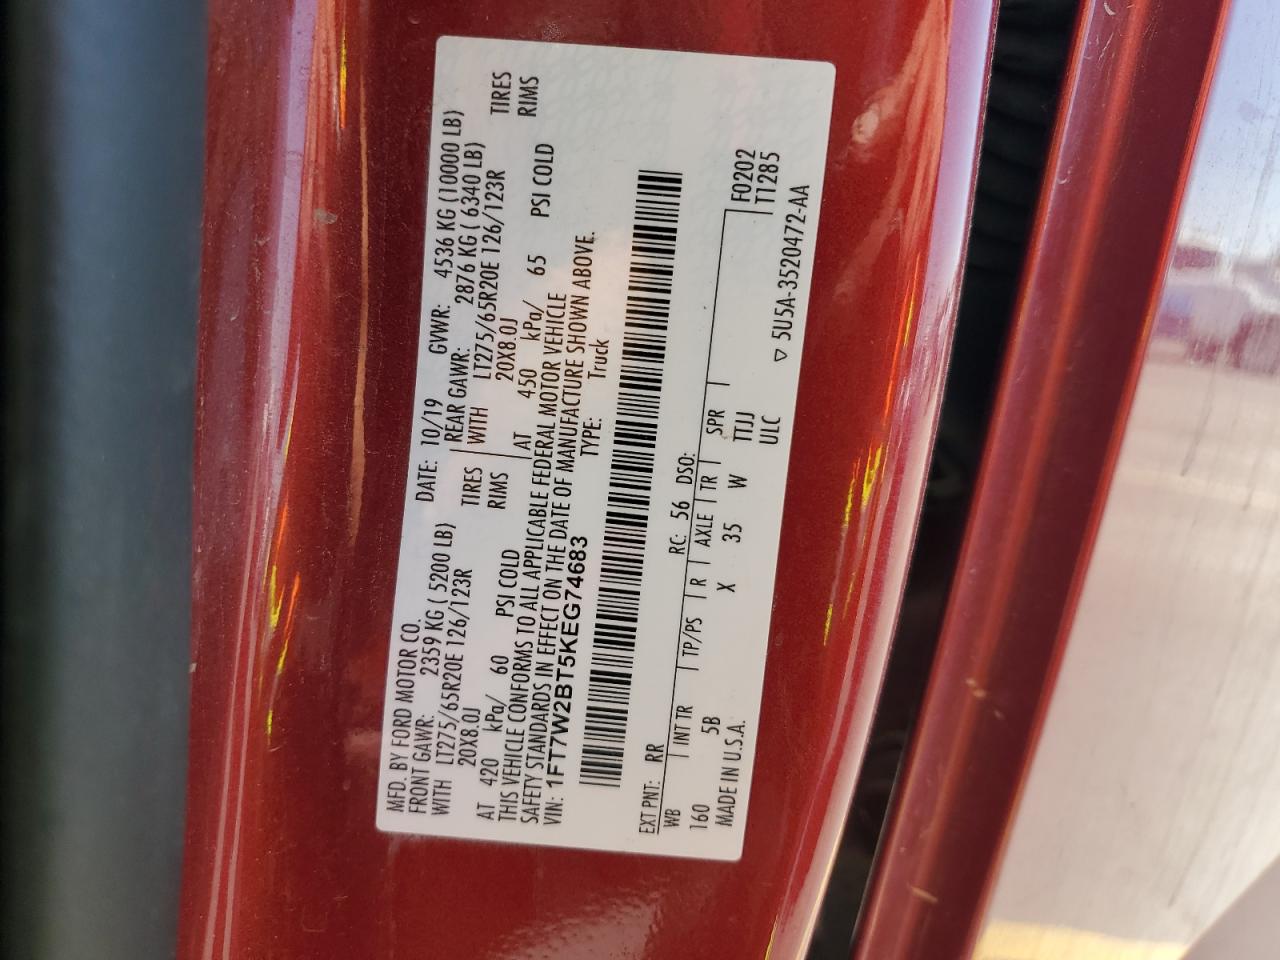 MFD. BY FORD MOTOR CO.
DATE: 10/19 GVWR: 4536 KG (10000 LB)
FRONT GAWR: 2359 KG ( 5200 LB) REAR GAWR: 2876 KG ( 6340 LB)
WITH LT275/65R20E 126/123R TIRES WITH LT275/65R20E 126/123R TIRES
20X8.0J RIMS 20X8.0J RIMS
AT 420 kPa/ 60 PSI COLD AT 450 kPa/ 65 PSI COLD
THIS VEHICLE CONFORMS TO ALL APPLICABLE FEDERAL MOTOR VEHICLE
SAFETY STANDARDS IN EFFECT ON THE DATE OF MANUFACTURE SHOWN ABOVE.
VIN: 1FT7W2BT5KEG74683 TYPE: Truck
EXT PNT: RR RC: 56 DSO: F0202
WB INT TR TP/PS R AXLE TR SPR T1285
160 5B X 35 W TTJJ
MADE IN U.S.A. ULC ▽ 5U5A-3520472-AA